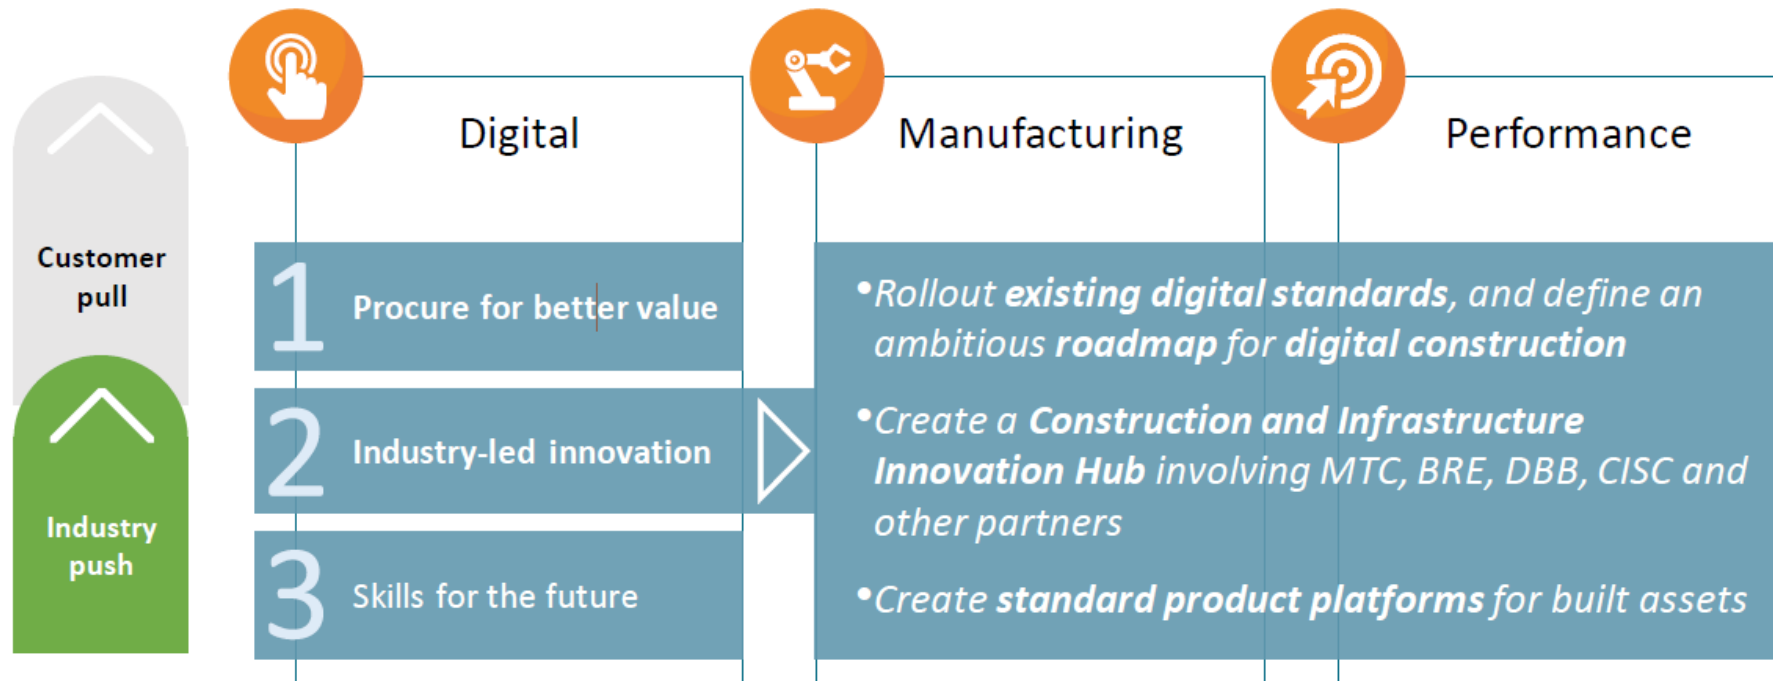 Digital
Manufacturing
Performance
Customer
pull
Industry
push
1 Procure for better value
2 Industry-led innovation
3 Skills for the future
•Rollout existing digital standards, and define an
ambitious roadmap for digital construction
•Create a Construction and Infrastructure
Innovation Hub involving MTC, BRE, DBB, CISC and
other partners
•Create standard product platforms for built assets